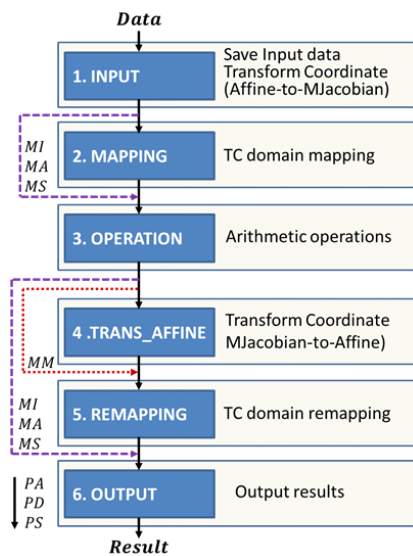 Data
1. INPUT
Save Input data
Transform Coordinate
(Affine-to-MJacobian)
MI
MA
MS
2. MAPPING
TC domain mapping
3. OPERATION
Arithmetic operations
4 .TRANS_AFFINE
Transform Coordinate
MJacobian-to-Affine)
MM
5. REMAPPING
TC domain remapping
MI
MA
MS
6. OUTPUT
Output results
PA
PD
PS
Result